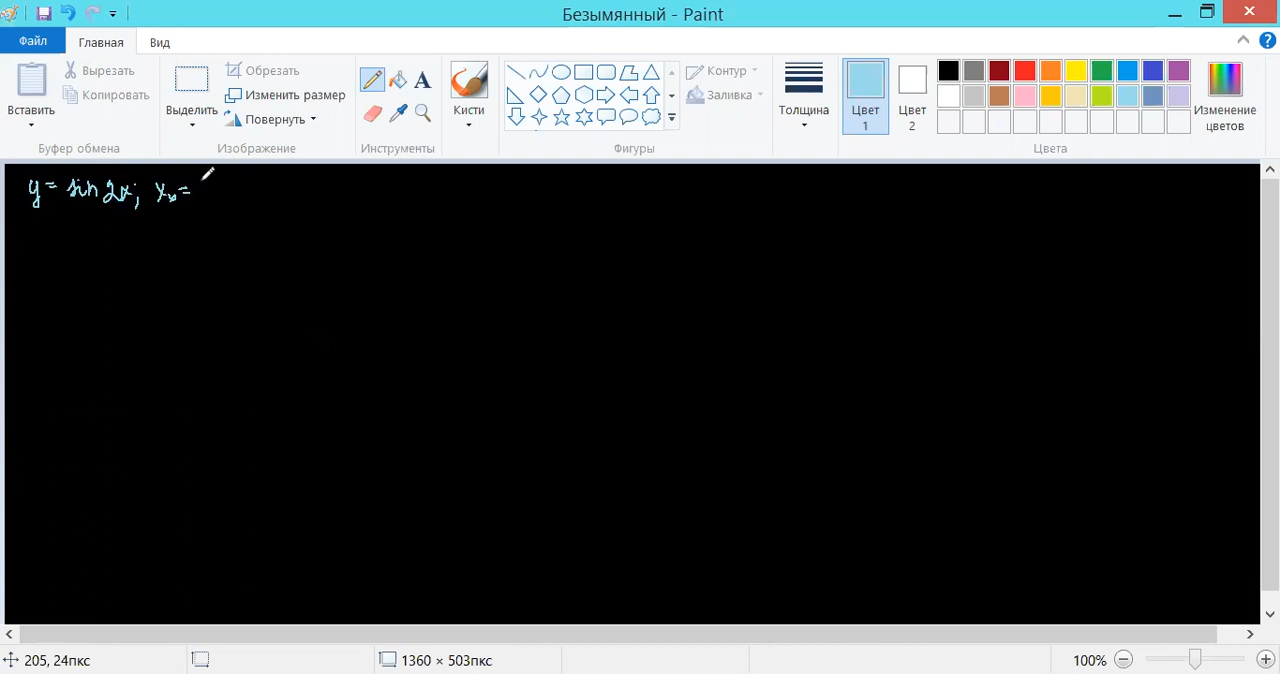 Безымянный - Paint
Файл Главная Вид
Вставить
Вырезать
Копировать
Буфер обмена
Выделить
Обрезать
Изменить размер
Повернуть
Изображение
A
Инструменты
Кисти
Контур
Заливка
Фигуры
Толщина
Цвет 1
Цвет 2
Изменение цветов
Цвета
y = sin 2x; x₀ =
205, 24пкс
1360 × 503пкс
100%